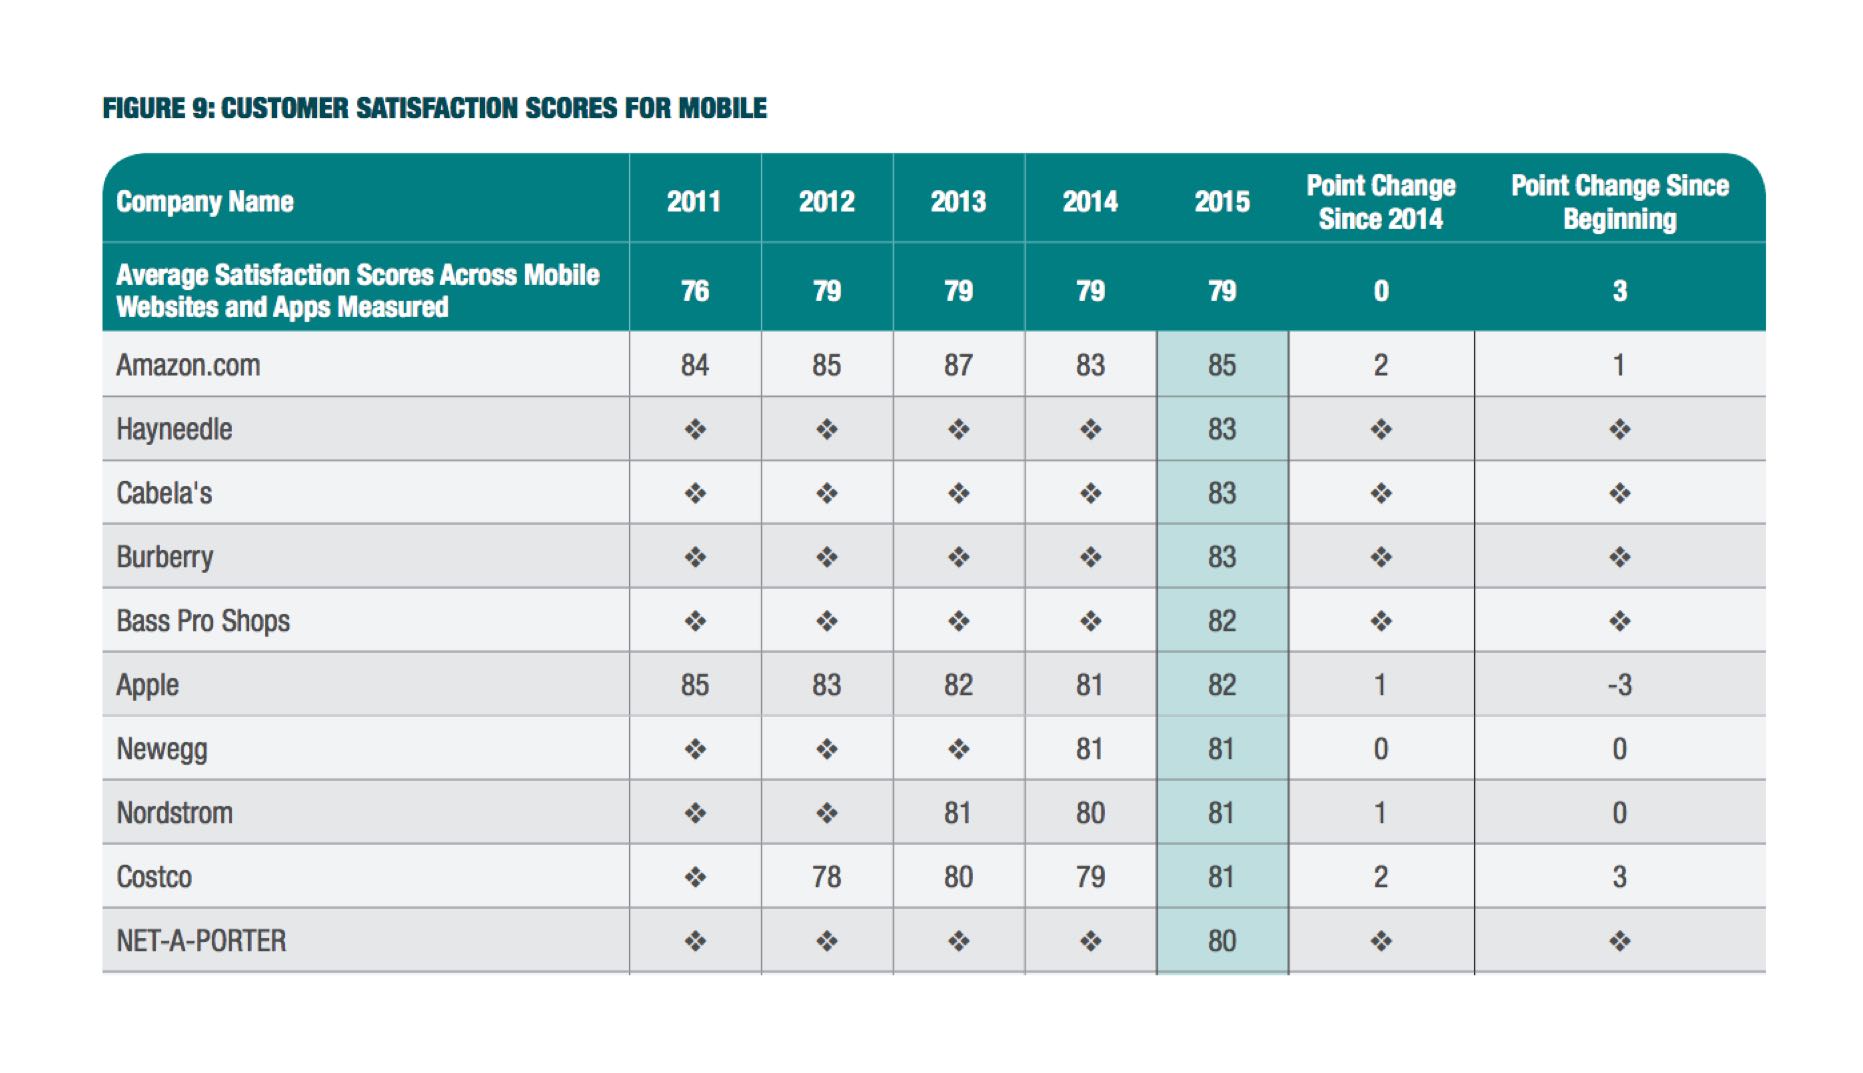 FIGURE 9: CUSTOMER SATISFACTION SCORES FOR MOBILE
Company Name 2011 2012 2013 2014 2015 Point Change Since 2014 Point Change Since Beginning
Average Satisfaction Scores Across Mobile Websites and Apps Measured 76 79 79 79 79 0 3
Amazon.com 84 85 87 83 85 2 1
Hayneedle ❖ ❖ ❖ ❖ 83 ❖ ❖
Cabela's ❖ ❖ ❖ ❖ 83 ❖ ❖
Burberry ❖ ❖ ❖ ❖ 83 ❖ ❖
Bass Pro Shops ❖ ❖ ❖ ❖ 82 ❖ ❖
Apple 85 83 82 81 82 1 -3
Newegg ❖ ❖ ❖ 81 81 0 0
Nordstrom ❖ ❖ 81 80 81 1 0
Costco ❖ 78 80 79 81 2 3
NET-A-PORTER ❖ ❖ ❖ ❖ 80 ❖ ❖